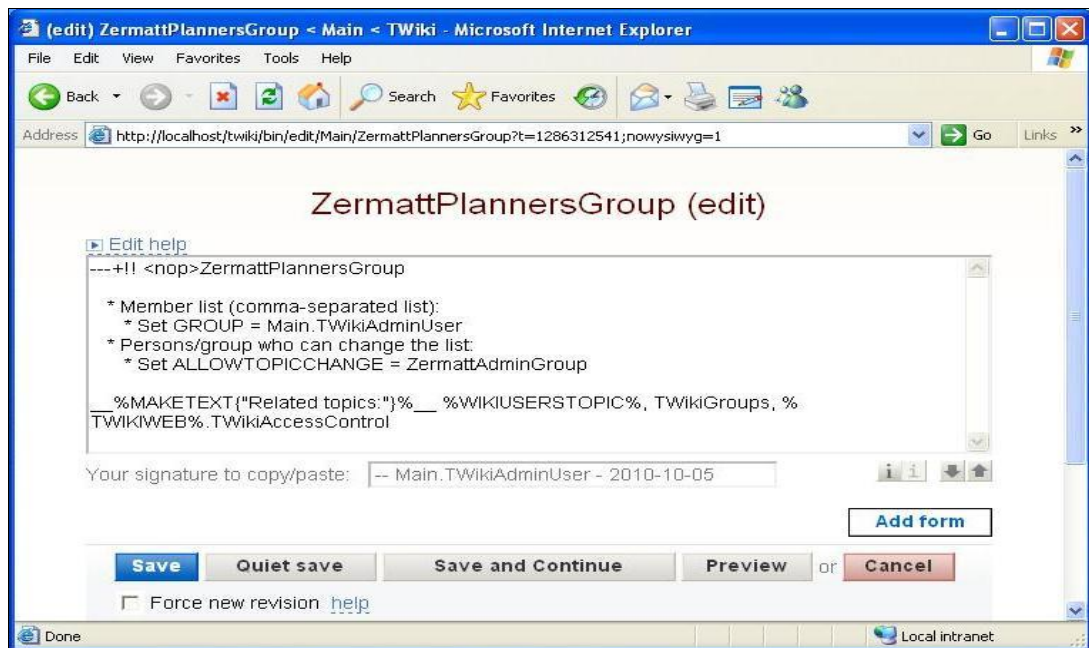 (edit) ZermattPlannersGroup < Main < TWiki - Microsoft Internet Explorer
File Edit View Favorites Tools Help
Back Search Favorites
Address http://localhost/twiki/bin/edit/Main/ZermattPlannersGroup?t=1286312541;nowysiwyg=1 Go Links »
ZermattPlannersGroup (edit)
Edit help
---+!! <nop>ZermattPlannersGroup
* Member list (comma-separated list):
* Set GROUP = Main.TWikiAdminUser
* Persons/group who can change the list:
* Set ALLOWTOPICCHANGE = ZermattAdminGroup
__%MAKETEXT{"Related topics:"}%__ %WIKIUSERSTOPIC%, TWikiGroups, %
TWIKIWEB%.TWikiAccessControl
Your signature to copy/paste: -- Main.TWikiAdminUser - 2010-10-05
Add form
Save Quiet save Save and Continue Preview or Cancel
Force new revision help
Done Local intranet